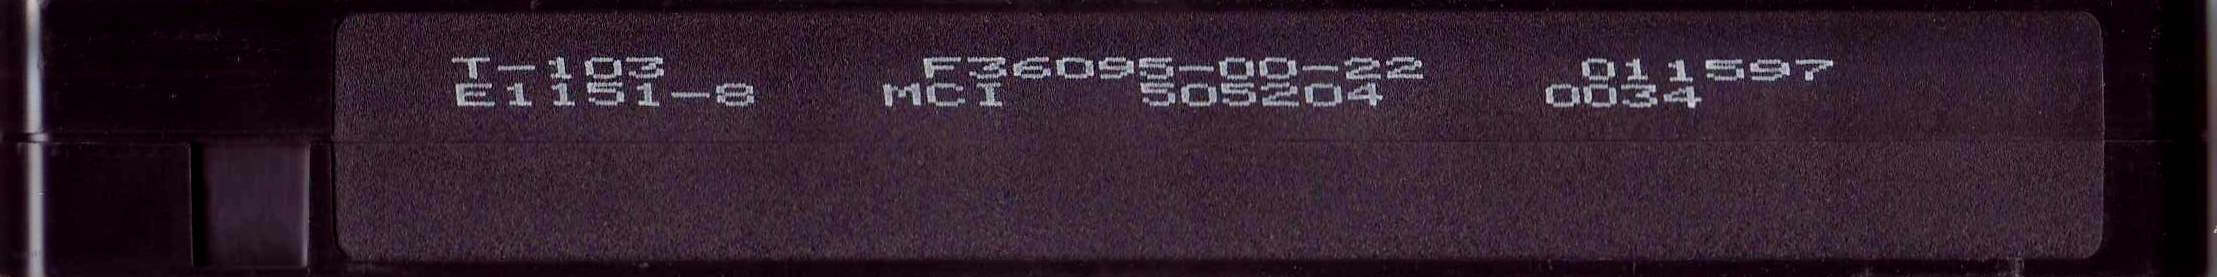 T-103 F36095-00-22 011597
E1151-8 MCI 505204 0034